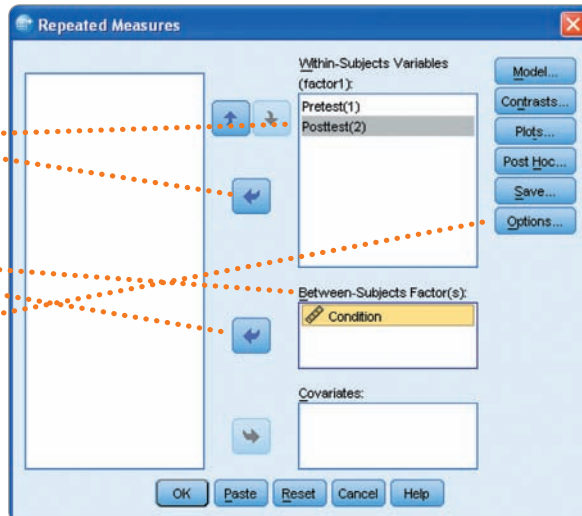 Repeated Measures
Within-Subjects Variables
(factor1):
Pretest(1)
Posttest(2)
Model...
Contrasts...
Plots...
Post Hoc...
Save...
Options...
Between-Subjects Factor(s):
Condition
Covariates:
OK
Paste
Reset
Cancel
Help